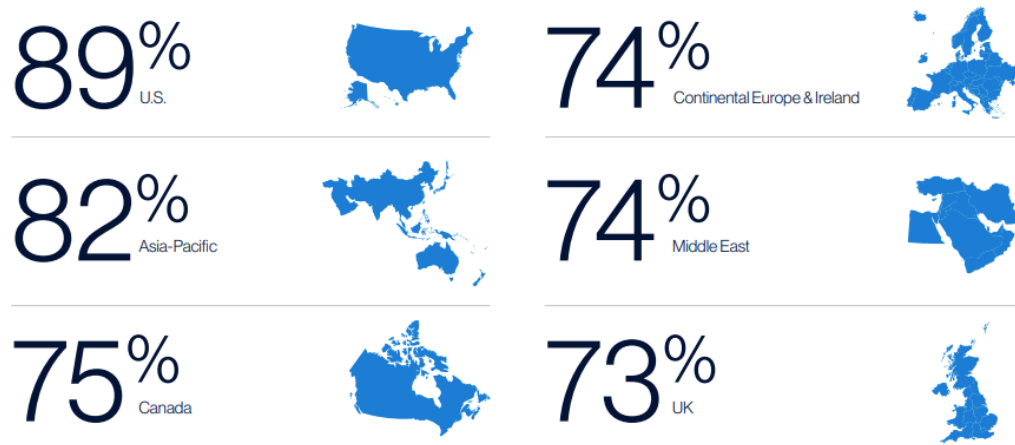 89%
U.S.
74%
Continental Europe & Ireland
82%
Asia-Pacific
74%
Middle East
75%
Canada
73%
UK